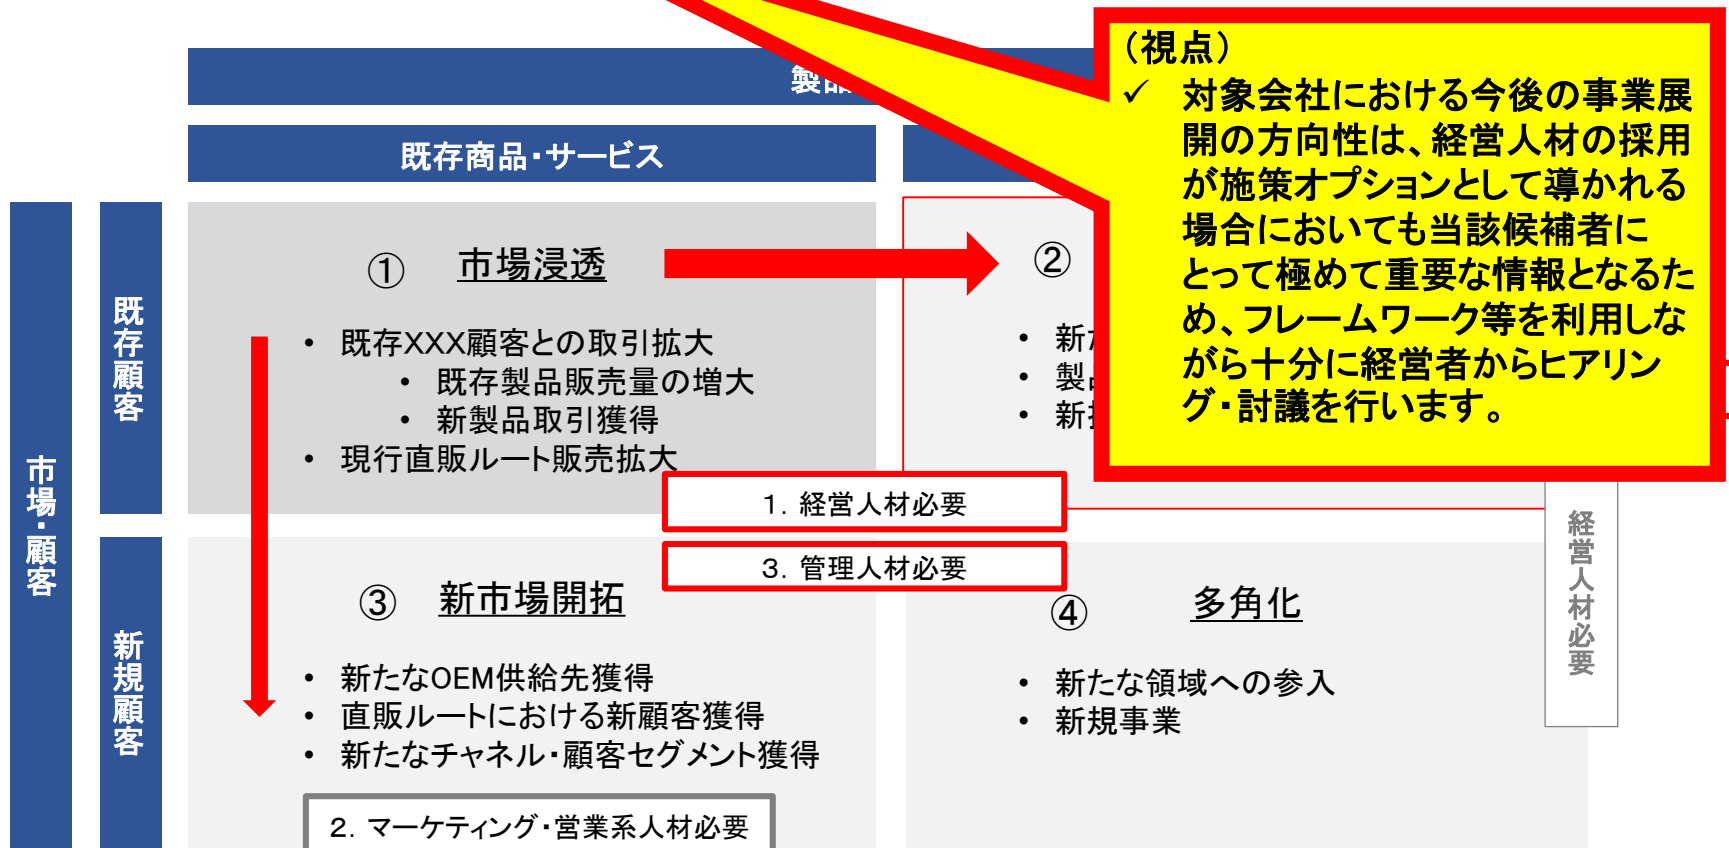 製品
既存商品・サービス
市場・顧客
既存顧客
新規顧客
① 市場浸透
• 既存XXX顧客との取引拡大
• 既存製品販売量の増大
• 新製品取引獲得
• 現行直販ルート販売拡大
②
• 新
• 製
• 新
（視点）
✓ 対象会社における今後の事業展
開の方向性は、経営人材の採用
が施策オプションとして導かれる
場合においても当該候補者に
とって極めて重要な情報となるた
め、フレームワーク等を利用しな
がら十分に経営者からヒアリン
グ・討議を行います。
1．経営人材必要
3．管理人材必要
③ 新市場開拓
• 新たなOEM供給先獲得
• 直販ルートにおける新顧客獲得
• 新たなチャネル・顧客セグメント獲得
2．マーケティング・営業系人材必要
④ 多角化
• 新たな領域への参入
• 新規事業
経営人材必要